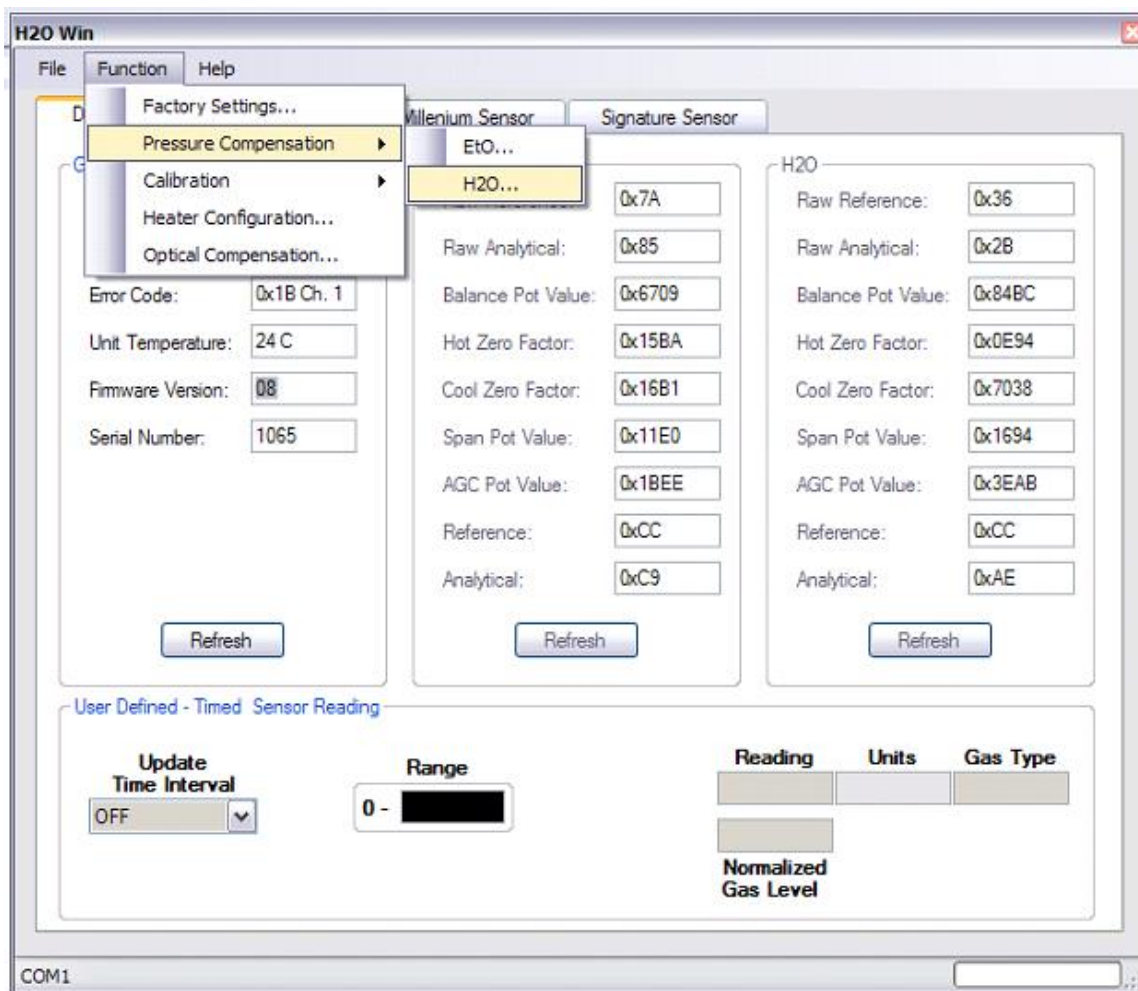 H2O Win
File Function Help
Factory Settings...
Pressure Compensation
Calibration
Heater Configuration...
Optical Compensation...
EtO...
H2O...
D
Millenium Sensor
Signature Sensor
G
Error Code: 0x1B Ch. 1
Unit Temperature: 24 C
Firmware Version: 08
Serial Number: 1065
Refresh
0x7A
Raw Analytical: 0x85
Balance Pot Value: 0x6709
Hot Zero Factor: 0x15BA
Cool Zero Factor: 0x16B1
Span Pot Value: 0x11E0
AGC Pot Value: 0x1BEE
Reference: 0xCC
Analytical: 0xC9
Refresh
H2O
Raw Reference: 0x36
Raw Analytical: 0x2B
Balance Pot Value: 0x84BC
Hot Zero Factor: 0x0E94
Cool Zero Factor: 0x7038
Span Pot Value: 0x1694
AGC Pot Value: 0x3EAB
Reference: 0xCC
Analytical: 0xAE
Refresh
User Defined - Timed Sensor Reading
Update
Time Interval
OFF
Range
0 -
Reading Units Gas Type
Normalized
Gas Level
COM1